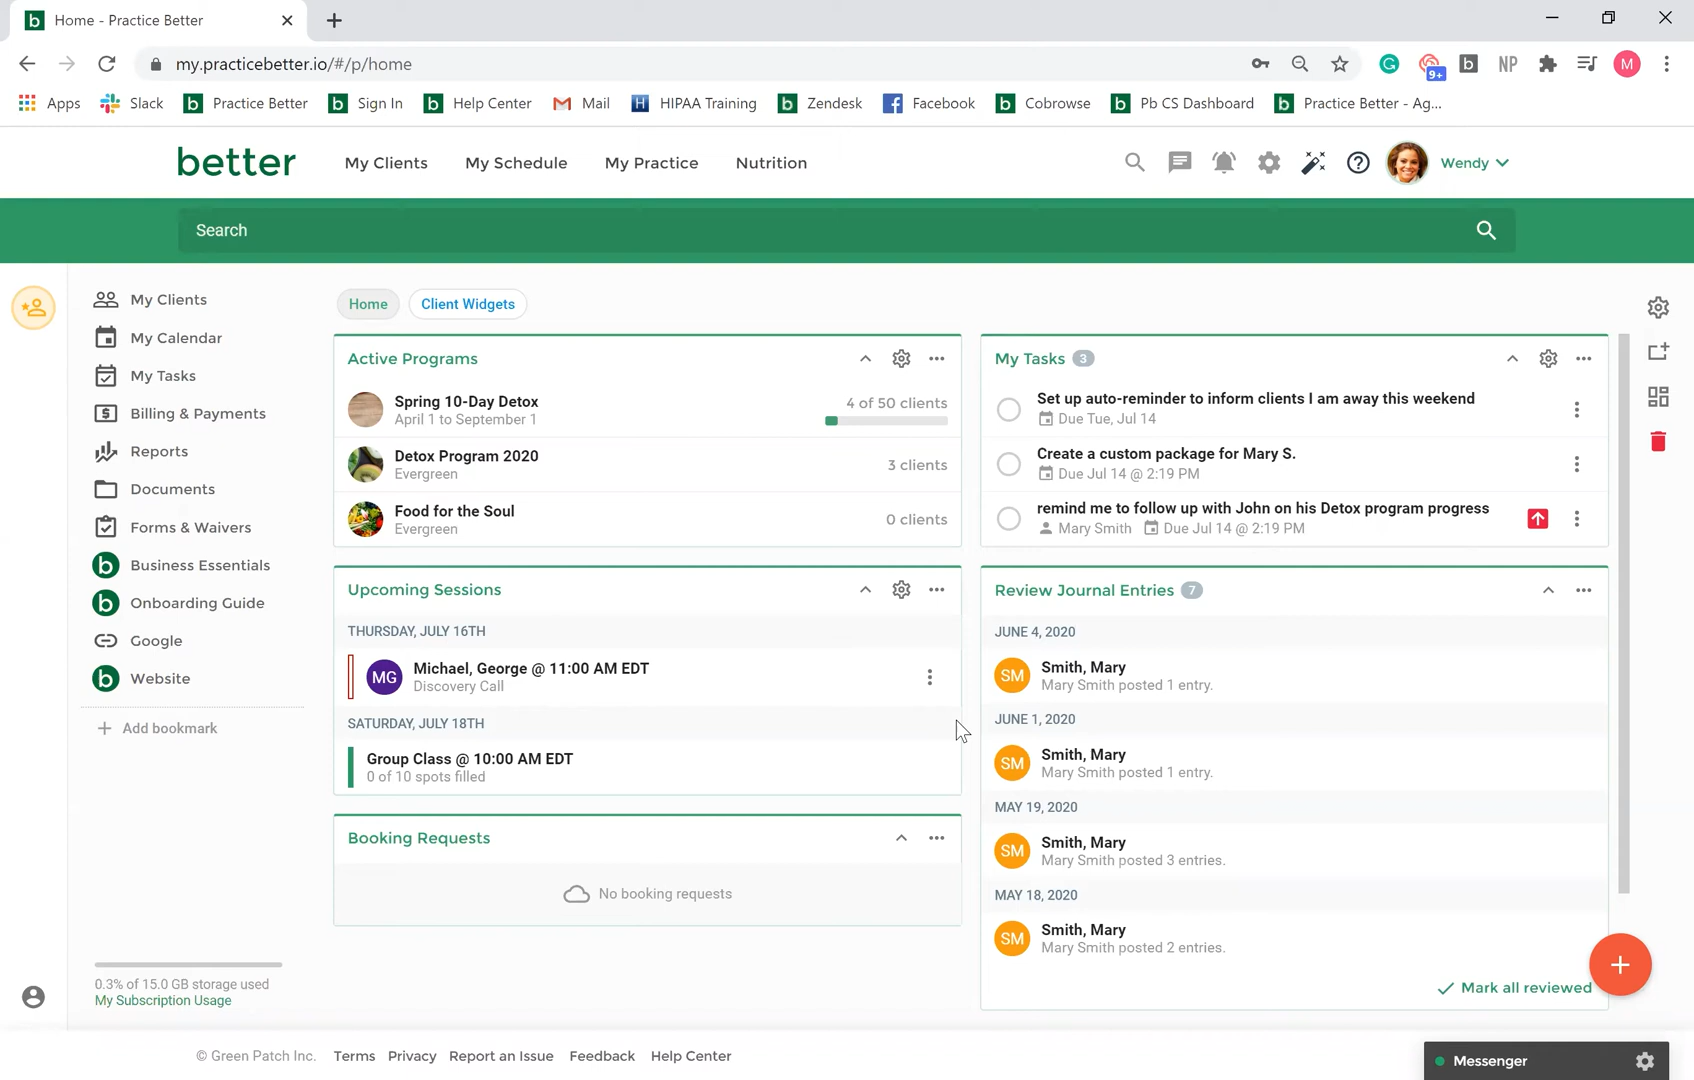 b Home - Practice Better
my.practicebetter.io/#/p/home
b 9+ b NP M
Apps Slack b Practice Better b Sign In b Help Center Mail H HIPAA Training b Zendesk Facebook b Cobrowse b Pb CS Dashboard b Practice Better - Ag...
better My Clients My Schedule My Practice Nutrition Wendy
Search
My Clients
My Calendar
My Tasks
Billing & Payments
Reports
Documents
Forms & Waivers
b Business Essentials
b Onboarding Guide
Google
b Website
+ Add bookmark
0.3% of 15.0 GB storage used
My Subscription Usage
Home Client Widgets
Active Programs
Spring 10-Day Detox
April 1 to September 1
4 of 50 clients
Detox Program 2020
Evergreen
3 clients
Food for the Soul
Evergreen
0 clients
Upcoming Sessions
THURSDAY, JULY 16TH
MG Michael, George @ 11:00 AM EDT
Discovery Call
SATURDAY, JULY 18TH
Group Class @ 10:00 AM EDT
0 of 10 spots filled
Booking Requests
No booking requests
My Tasks 3
Set up auto-reminder to inform clients I am away this weekend
Due Tue, Jul 14
Create a custom package for Mary S.
Due Jul 14 @ 2:19 PM
remind me to follow up with John on his Detox program progress
Mary Smith Due Jul 14 @ 2:19 PM
Review Journal Entries 7
JUNE 4, 2020
SM Smith, Mary
Mary Smith posted 1 entry.
JUNE 1, 2020
SM Smith, Mary
Mary Smith posted 1 entry.
MAY 19, 2020
SM Smith, Mary
Mary Smith posted 3 entries.
MAY 18, 2020
SM Smith, Mary
Mary Smith posted 2 entries.
Mark all reviewed
© Green Patch Inc. Terms Privacy Report an Issue Feedback Help Center
Messenger